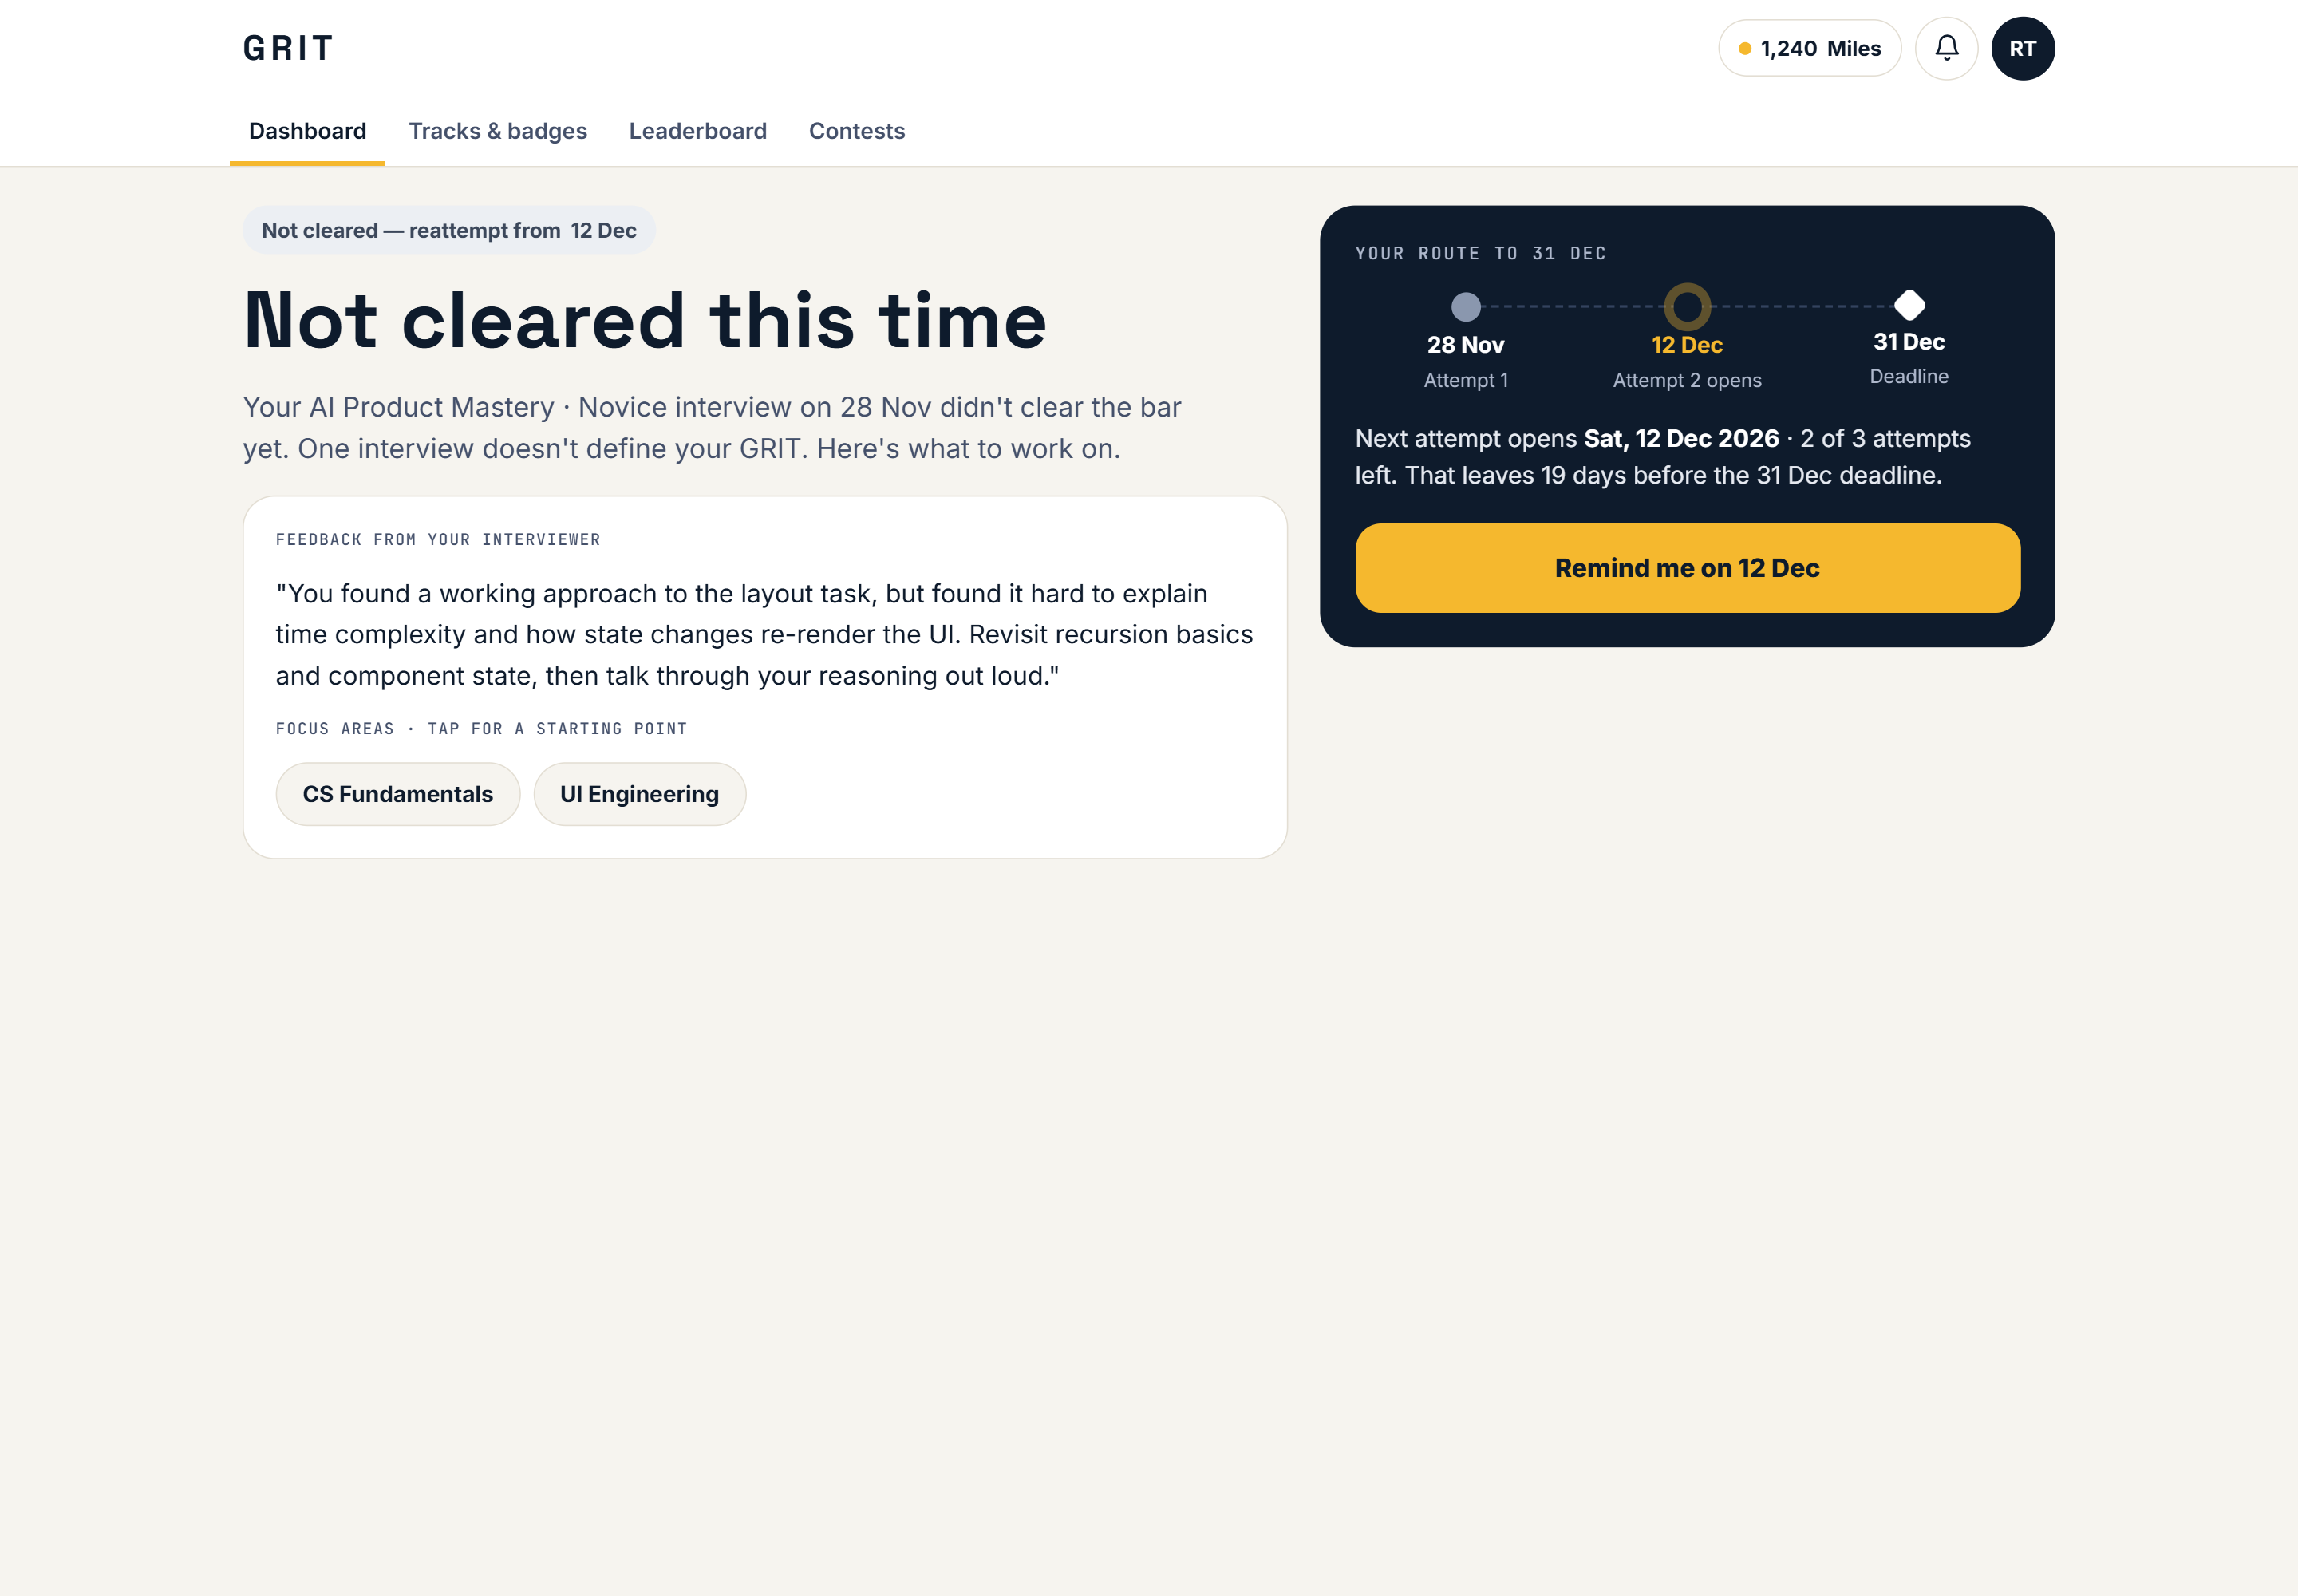 GRIT
1,240 Miles
RT
Dashboard
Tracks & badges
Leaderboard
Contests
Not cleared — reattempt from 12 Dec
Not cleared this time
Your AI Product Mastery · Novice interview on 28 Nov didn't clear the bar
yet. One interview doesn't define your GRIT. Here's what to work on.
FEEDBACK FROM YOUR INTERVIEWER
"You found a working approach to the layout task, but found it hard to explain
time complexity and how state changes re-render the UI. Revisit recursion basics
and component state, then talk through your reasoning out loud."
FOCUS AREAS · TAP FOR A STARTING POINT
CS Fundamentals
UI Engineering
YOUR ROUTE TO 31 DEC
28 Nov
Attempt 1
12 Dec
Attempt 2 opens
31 Dec
Deadline
Next attempt opens Sat, 12 Dec 2026 · 2 of 3 attempts
left. That leaves 19 days before the 31 Dec deadline.
Remind me on 12 Dec